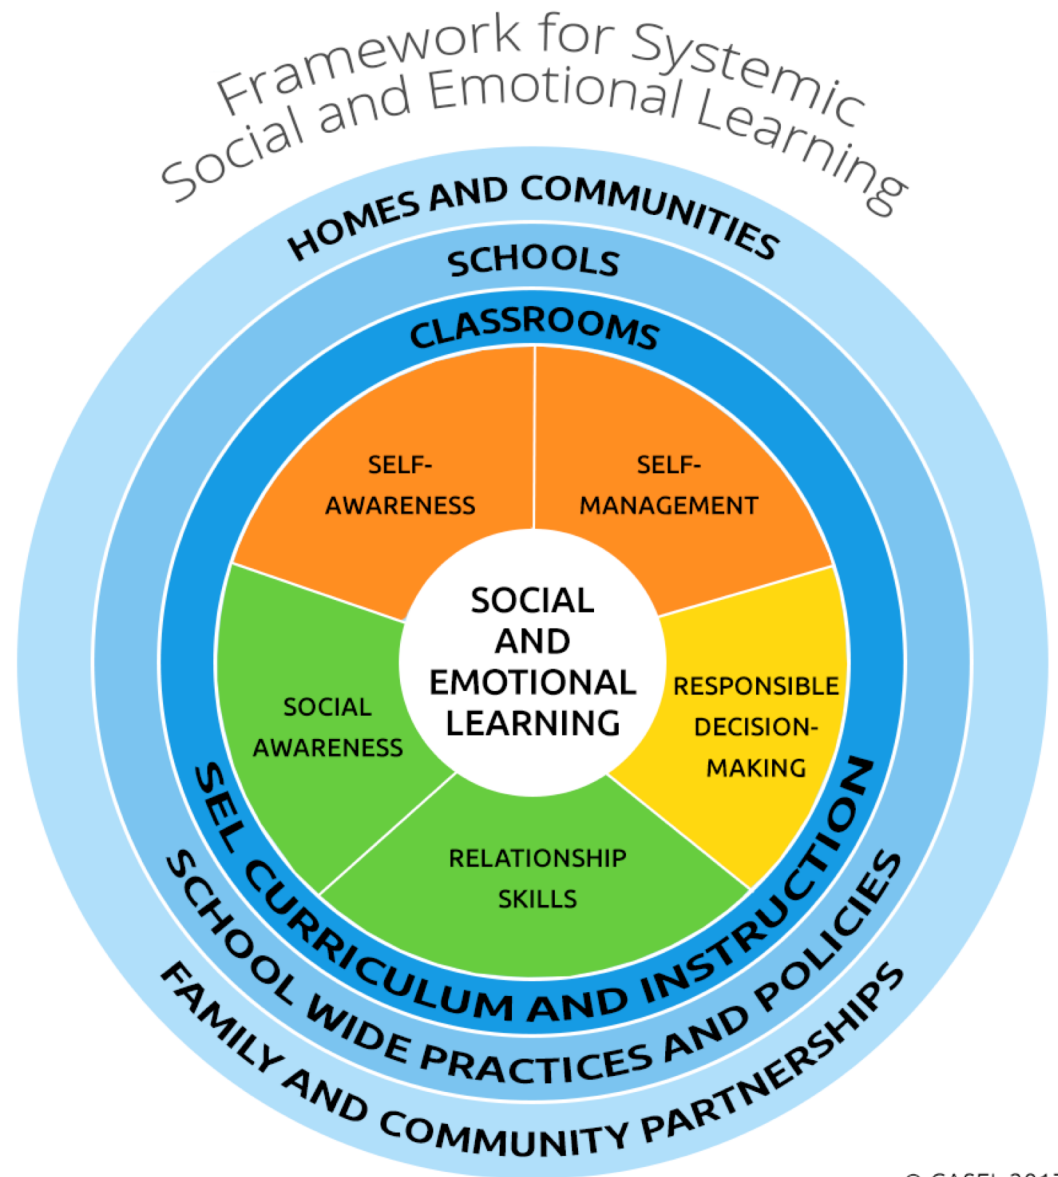 Framework for Systemic
Social and Emotional Learning
HOMES AND COMMUNITIES
SCHOOLS
CLASSROOMS
SELF-
AWARENESS
SELF-
MANAGEMENT
SOCIAL
AND
EMOTIONAL
LEARNING
SOCIAL
AWARENESS
RESPONSIBLE
DECISION-
MAKING
RELATIONSHIP
SKILLS
SEL CURRICULUM AND INSTRUCTION
SCHOOL WIDE PRACTICES AND POLICIES
FAMILY AND COMMUNITY PARTNERSHIPS
© CASEL 2017